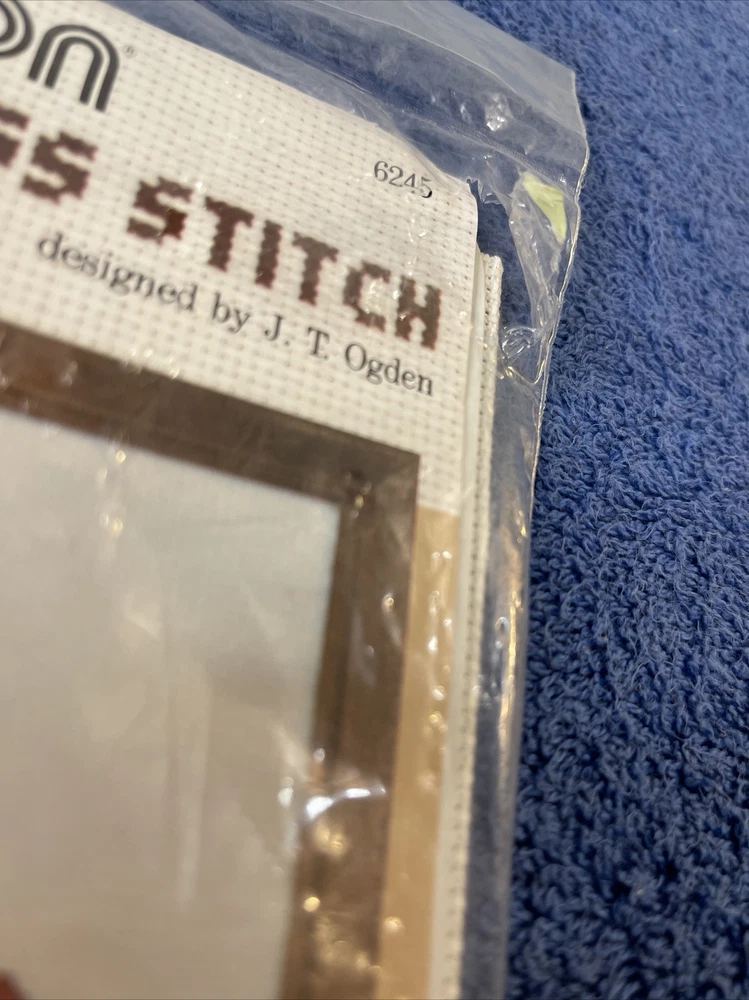 6245
STITCH
designed by J. T. Ogden